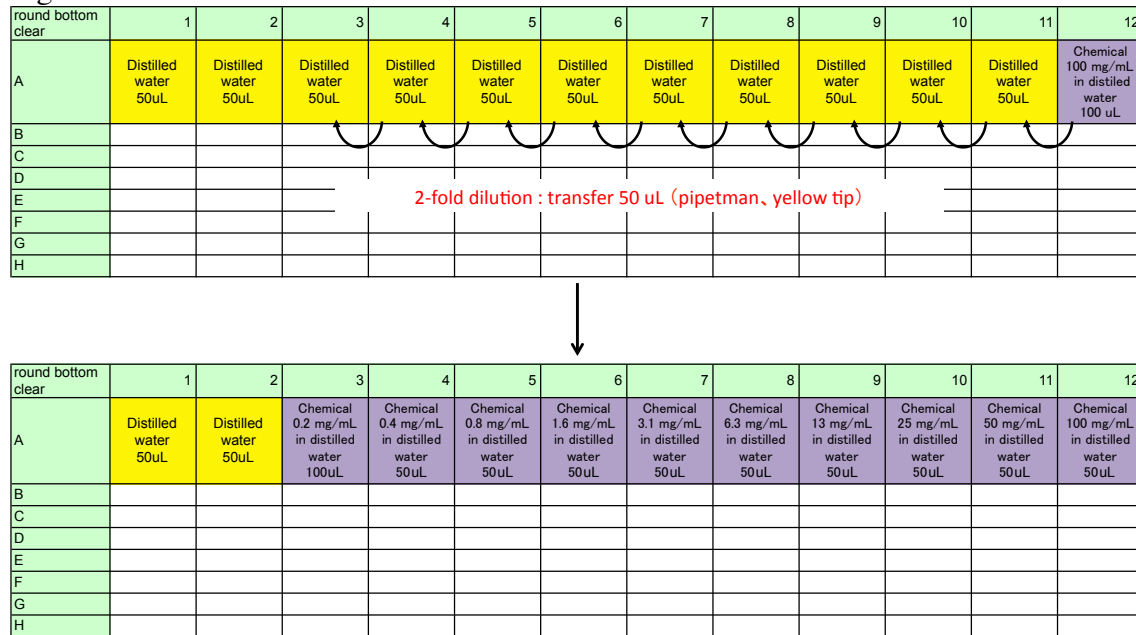 round bottom
clear
1 2 3 4 5 6 7 8 9 10 11 12
A
Distilled water 50uL
Distilled water 50uL
Distilled water 50uL
Distilled water 50uL
Distilled water 50uL
Distilled water 50uL
Distilled water 50uL
Distilled water 50uL
Distilled water 50uL
Distilled water 50uL
Distilled water 50uL
Chemical 100 mg/mL in distiled water 100 uL
B
C
D
E
2-fold dilution : transfer 50 uL (pipetman、yellow tip)
F
G
H
round bottom
clear
1 2 3 4 5 6 7 8 9 10 11 12
A
Distilled water 50uL
Distilled water 50uL
Chemical 0.2 mg/mL in distilled water 100uL
Chemical 0.4 mg/mL in distilled water 50uL
Chemical 0.8 mg/mL in distilled water 50uL
Chemical 1.6 mg/mL in distilled water 50uL
Chemical 3.1 mg/mL in distilled water 50uL
Chemical 6.3 mg/mL in distilled water 50uL
Chemical 13 mg/mL in distilled water 50uL
Chemical 25 mg/mL in distilled water 50uL
Chemical 50 mg/mL in distilled water 50uL
Chemical 100 mg/mL in distilled water 50uL
B
C
D
E
F
G
H